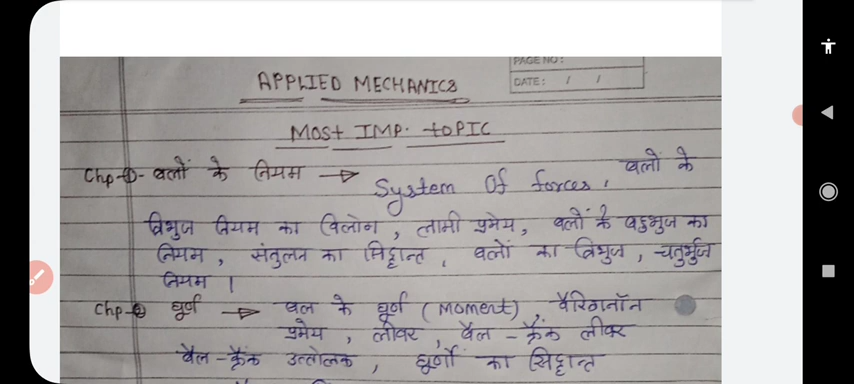 PAGE NO:
DATE: / /
APPLIED MECHANICS
MOST IMP. TOPIC
Chp-① - बलों के नियम → System Of forces, बलों के
त्रिभुज नियम का विलोम, लामी प्रमेय, बलों के बहुभुज का
नियम, संतुलन का सिद्धान्त, बलों का त्रिभुज, चतुर्भुज
नियम ।
Chp-② घूर्ण → बल के घूर्ण (Moment), वैरिगनॉन
प्रमेय, लीवर, बैल-क्रैंक लीवर
बैल-क्रैंक उत्तोलक, घूर्णों का सिद्धान्त